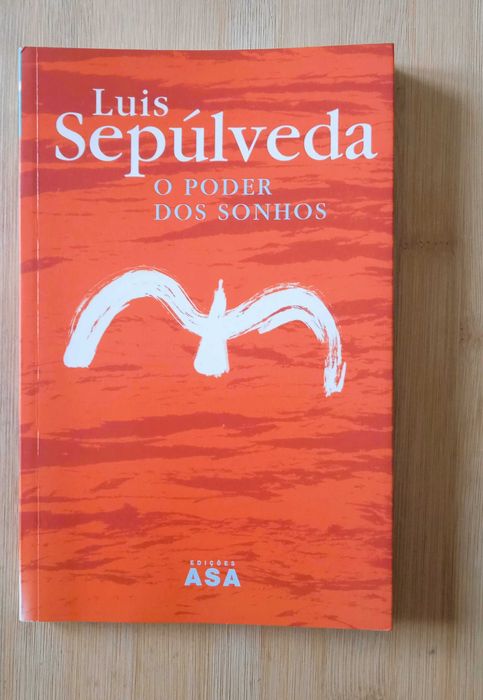 Luis
Sepúlveda
O PODER
DOS SONHOS
EDIÇÕES
ASA